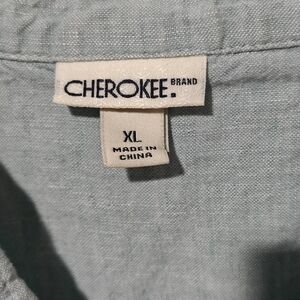 CHEROKEE. BRAND
XL
MADE IN
CHINA